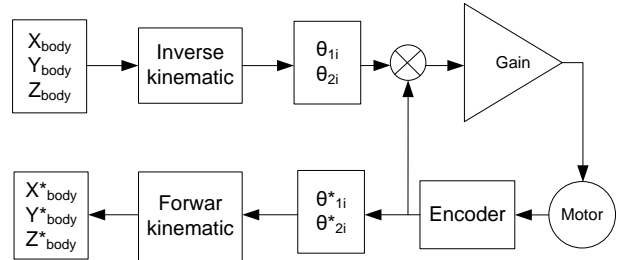 X_body
Y_body
Z_body
Inverse
kinematic
θ_1i
θ_2i
Gain
X*_body
Y*_body
Z*_body
Forwar
kinematic
θ*_1i
θ*_2i
Encoder
Motor